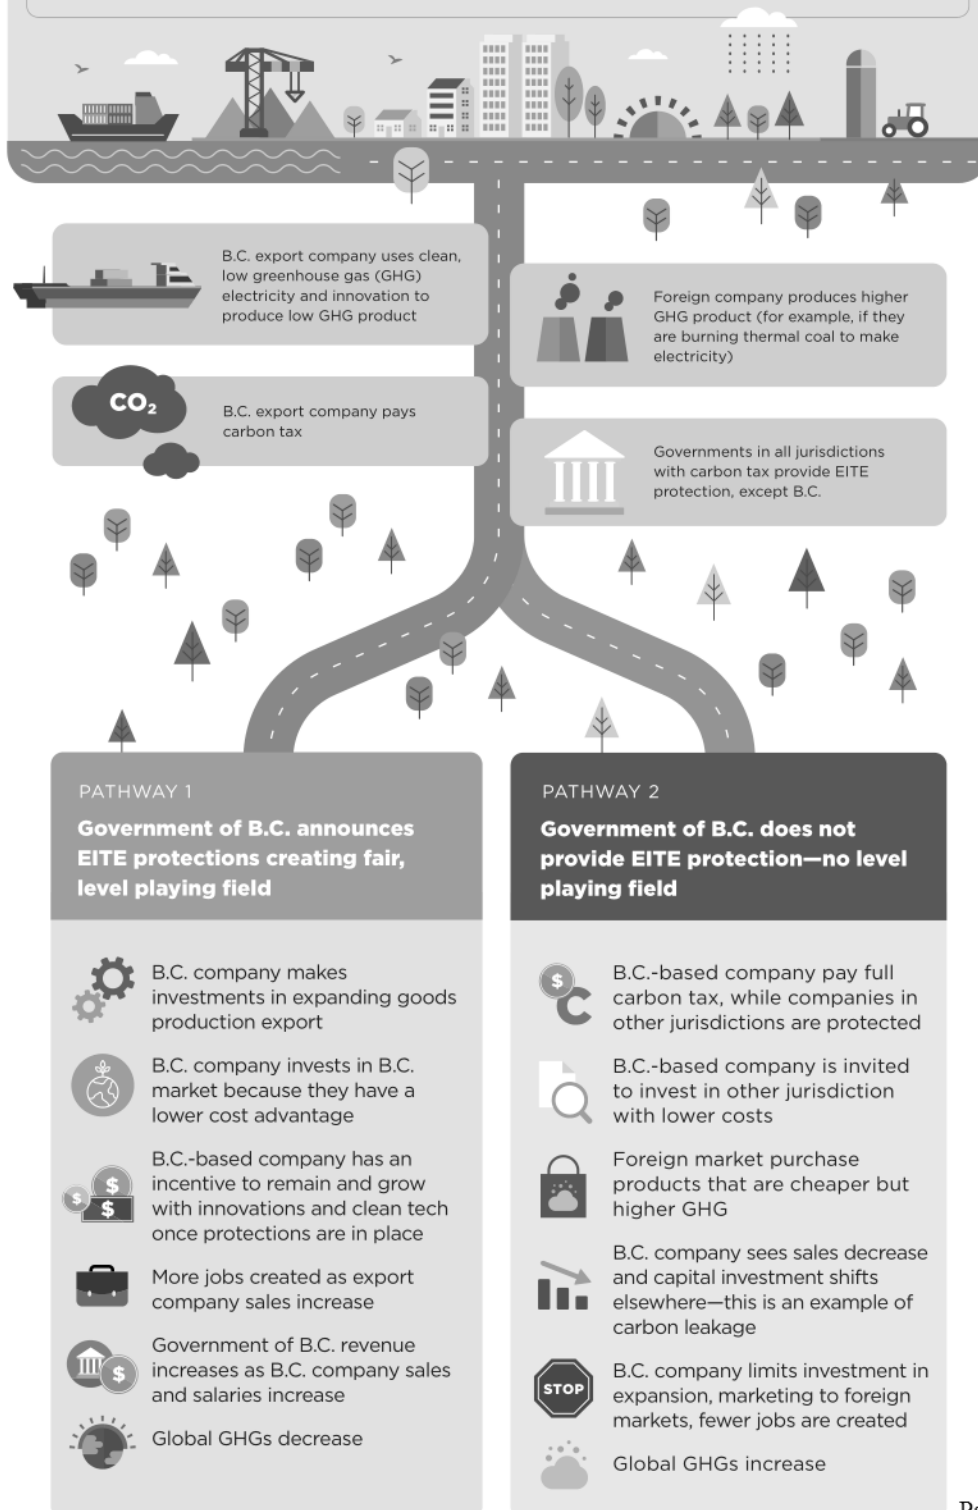 B.C. export company uses clean,
low greenhouse gas (GHG)
electricity and innovation to
produce low GHG product
Foreign company produces higher
GHG product (for example, if they
are burning thermal coal to make
electricity)
CO₂
B.C. export company pays
carbon tax
Governments in all jurisdictions
with carbon tax provide EITE
protection, except B.C.
PATHWAY 1
Government of B.C. announces
EITE protections creating fair,
level playing field
B.C. company makes
investments in expanding goods
production export
B.C. company invests in B.C.
market because they have a
lower cost advantage
$
$
$
B.C.-based company has an
incentive to remain and grow
with innovations and clean tech
once protections are in place
More jobs created as export
company sales increase
$
Government of B.C. revenue
increases as B.C. company sales
and salaries increase
Global GHGs decrease
PATHWAY 2
Government of B.C. does not
provide EITE protection—no level
playing field
$
C
B.C.-based company pay full
carbon tax, while companies in
other jurisdictions are protected
B.C.-based company is invited
to invest in other jurisdiction
with lower costs
Foreign market purchase
products that are cheaper but
higher GHG
B.C. company sees sales decrease
and capital investment shifts
elsewhere—this is an example of
carbon leakage
STOP
B.C. company limits investment in
expansion, marketing to foreign
markets, fewer jobs are created
Global GHGs increase